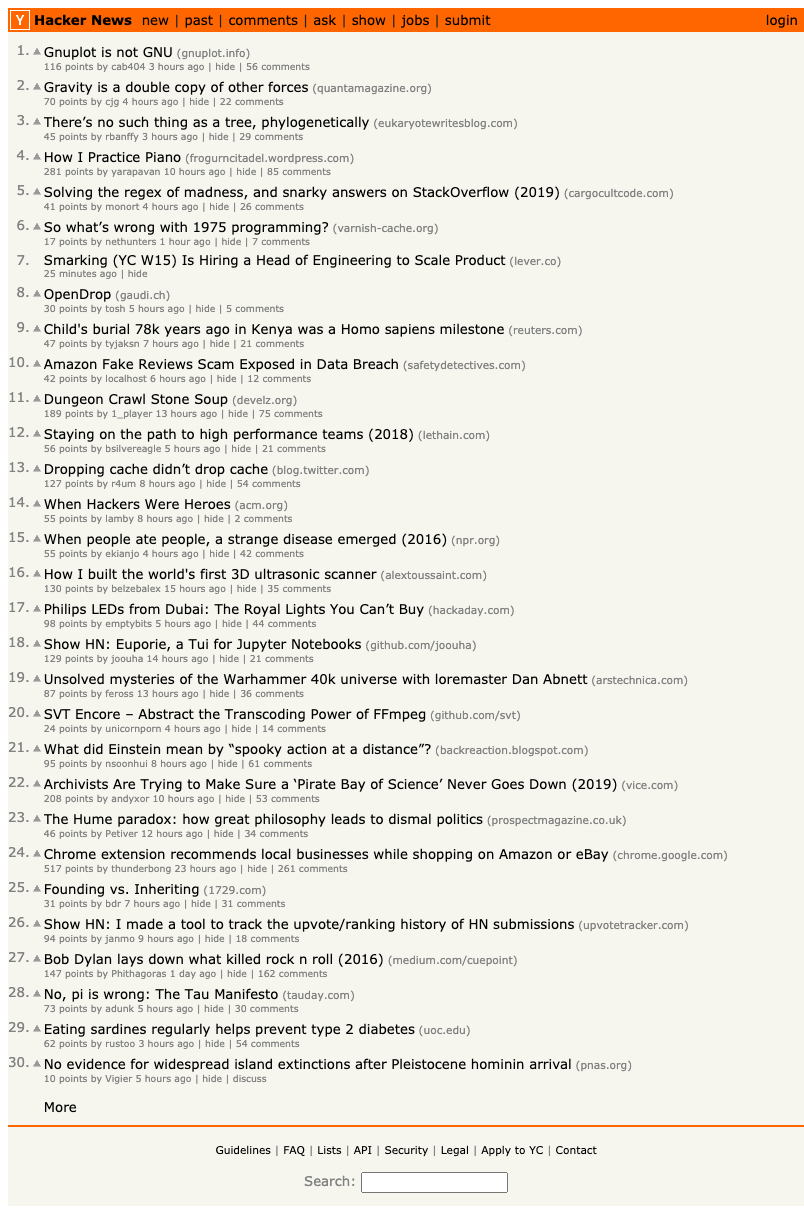 Y Hacker News new | past | comments | ask | show | jobs | submit login
1. Gnuplot is not GNU (gnuplot.info)
116 points by cab404 3 hours ago | hide | 56 comments
2. Gravity is a double copy of other forces (quantamagazine.org)
70 points by cjg 4 hours ago | hide | 22 comments
3. There’s no such thing as a tree, phylogenetically (eukaryotewritesblog.com)
45 points by rbanffy 3 hours ago | hide | 29 comments
4. How I Practice Piano (frogurncitadel.wordpress.com)
281 points by yarapavan 10 hours ago | hide | 85 comments
5. Solving the regex of madness, and snarky answers on StackOverflow (2019) (cargocultcode.com)
41 points by monort 4 hours ago | hide | 26 comments
6. So what’s wrong with 1975 programming? (varnish-cache.org)
17 points by nethunters 1 hour ago | hide | 7 comments
7. Smarking (YC W15) Is Hiring a Head of Engineering to Scale Product (lever.co)
25 minutes ago | hide
8. OpenDrop (gaudi.ch)
30 points by tosh 5 hours ago | hide | 5 comments
9. Child's burial 78k years ago in Kenya was a Homo sapiens milestone (reuters.com)
47 points by tyjaksn 7 hours ago | hide | 21 comments
10. Amazon Fake Reviews Scam Exposed in Data Breach (safetydetectives.com)
42 points by localhost 6 hours ago | hide | 12 comments
11. Dungeon Crawl Stone Soup (develz.org)
189 points by 1_player 13 hours ago | hide | 75 comments
12. Staying on the path to high performance teams (2018) (lethain.com)
56 points by bsilvereagle 5 hours ago | hide | 21 comments
13. Dropping cache didn’t drop cache (blog.twitter.com)
127 points by r4um 8 hours ago | hide | 54 comments
14. When Hackers Were Heroes (acm.org)
55 points by lamby 8 hours ago | hide | 2 comments
15. When people ate people, a strange disease emerged (2016) (npr.org)
55 points by ekianjo 4 hours ago | hide | 42 comments
16. How I built the world's first 3D ultrasonic scanner (alextoussaint.com)
130 points by belzebalex 15 hours ago | hide | 35 comments
17. Philips LEDs from Dubai: The Royal Lights You Can’t Buy (hackaday.com)
98 points by emptybits 5 hours ago | hide | 44 comments
18. Show HN: Euporie, a Tui for Jupyter Notebooks (github.com/joouha)
129 points by joouha 14 hours ago | hide | 21 comments
19. Unsolved mysteries of the Warhammer 40k universe with loremaster Dan Abnett (arstechnica.com)
87 points by feross 13 hours ago | hide | 36 comments
20. SVT Encore – Abstract the Transcoding Power of FFmpeg (github.com/svt)
24 points by unicornporn 4 hours ago | hide | 14 comments
21. What did Einstein mean by “spooky action at a distance”? (backreaction.blogspot.com)
95 points by nsoonhui 8 hours ago | hide | 61 comments
22. Archivists Are Trying to Make Sure a ‘Pirate Bay of Science’ Never Goes Down (2019) (vice.com)
208 points by andyxor 10 hours ago | hide | 53 comments
23. The Hume paradox: how great philosophy leads to dismal politics (prospectmagazine.co.uk)
46 points by Petiver 12 hours ago | hide | 34 comments
24. Chrome extension recommends local businesses while shopping on Amazon or eBay (chrome.google.com)
517 points by thunderbong 23 hours ago | hide | 261 comments
25. Founding vs. Inheriting (1729.com)
31 points by bdr 7 hours ago | hide | 31 comments
26. Show HN: I made a tool to track the upvote/ranking history of HN submissions (upvotetracker.com)
94 points by janmo 9 hours ago | hide | 18 comments
27. Bob Dylan lays down what killed rock n roll (2016) (medium.com/cuepoint)
147 points by Phithagoras 1 day ago | hide | 162 comments
28. No, pi is wrong: The Tau Manifesto (tauday.com)
73 points by adunk 5 hours ago | hide | 30 comments
29. Eating sardines regularly helps prevent type 2 diabetes (uoc.edu)
62 points by rustoo 3 hours ago | hide | 54 comments
30. No evidence for widespread island extinctions after Pleistocene hominin arrival (pnas.org)
10 points by Vigier 5 hours ago | hide | discuss
More
Guidelines | FAQ | Lists | API | Security | Legal | Apply to YC | Contact
Search: